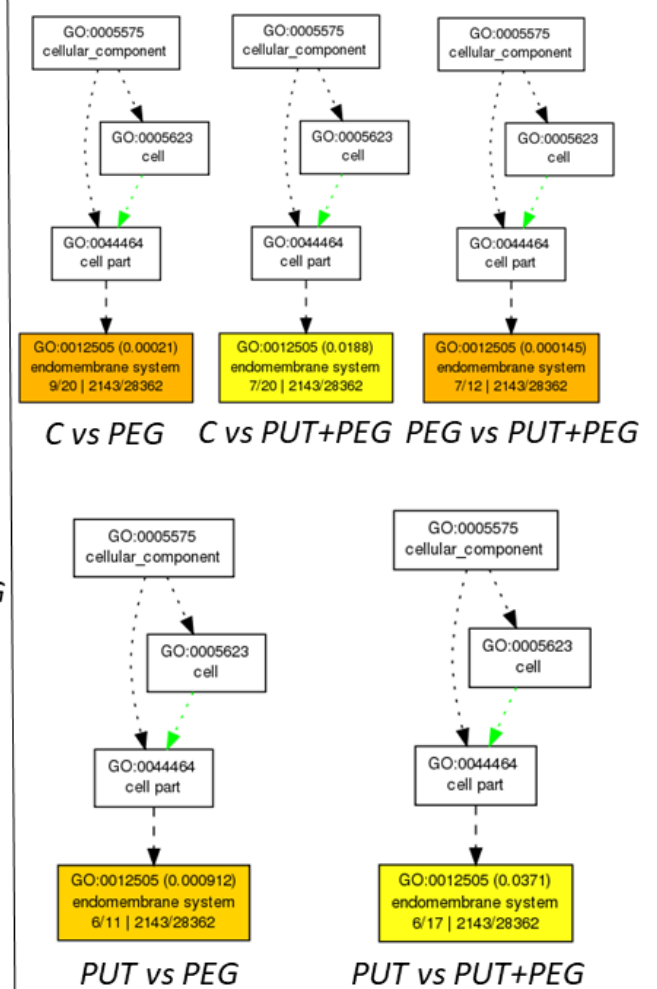 GO:0005575
cellular_component
GO:0005623
cell
GO:0044464
cell part
GO:0012505 (0.00021)
endomembrane system
9/20 | 2143/28362
C vs PEG
GO:0005575
cellular_component
GO:0005623
cell
GO:0044464
cell part
GO:0012505 (0.0188)
endomembrane system
7/20 | 2143/28362
C vs PUT+PEG
GO:0005575
cellular_component
GO:0005623
cell
GO:0044464
cell part
GO:0012505 (0.000145)
endomembrane system
7/12 | 2143/28362
PEG vs PUT+PEG
G
GO:0005575
cellular_component
GO:0005623
cell
GO:0044464
cell part
GO:0012505 (0.000912)
endomembrane system
6/11 | 2143/28362
PUT vs PEG
GO:0005575
cellular_component
GO:0005623
cell
GO:0044464
cell part
GO:0012505 (0.0371)
endomembrane system
6/17 | 2143/28362
PUT vs PUT+PEG